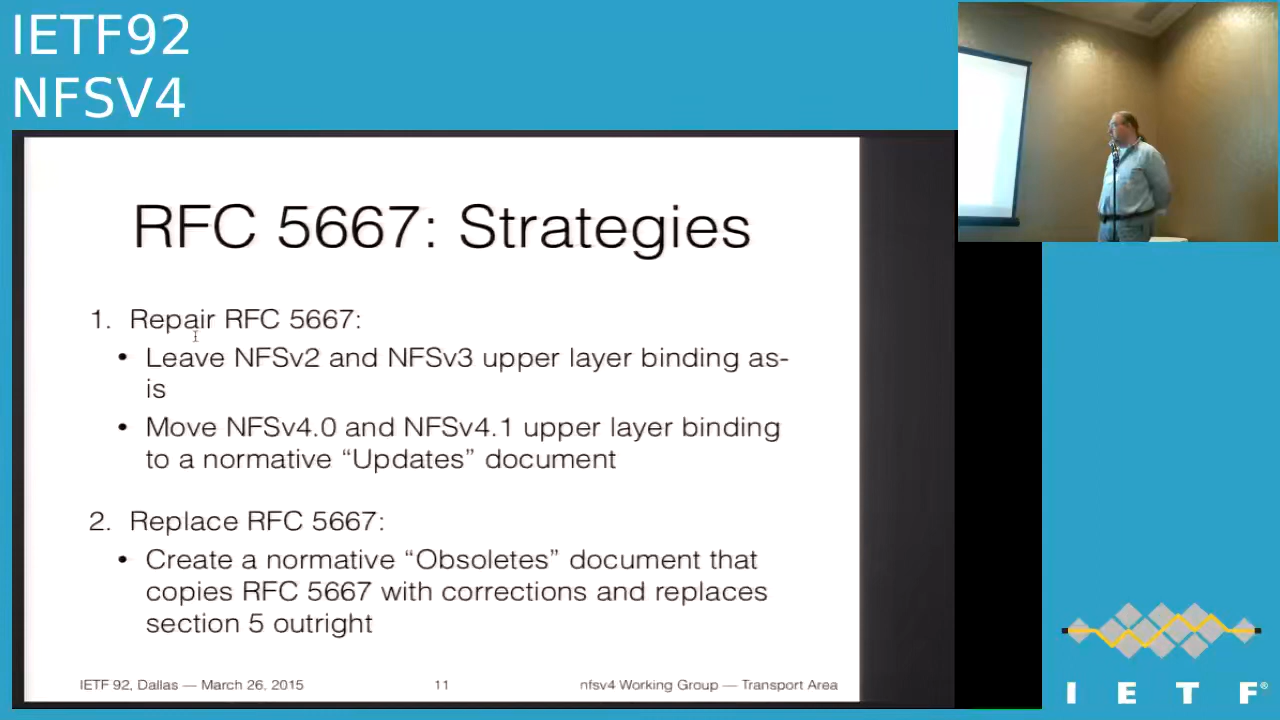 IETF92
NFSV4
RFC 5667: Strategies
1. Repair RFC 5667:
• Leave NFSv2 and NFSv3 upper layer binding as-
is
• Move NFSv4.0 and NFSv4.1 upper layer binding
to a normative “Updates” document
2. Replace RFC 5667:
• Create a normative “Obsoletes” document that
copies RFC 5667 with corrections and replaces
section 5 outright
IETF 92, Dallas — March 26, 2015 11 nfsv4 Working Group — Transport Area
I E T F®